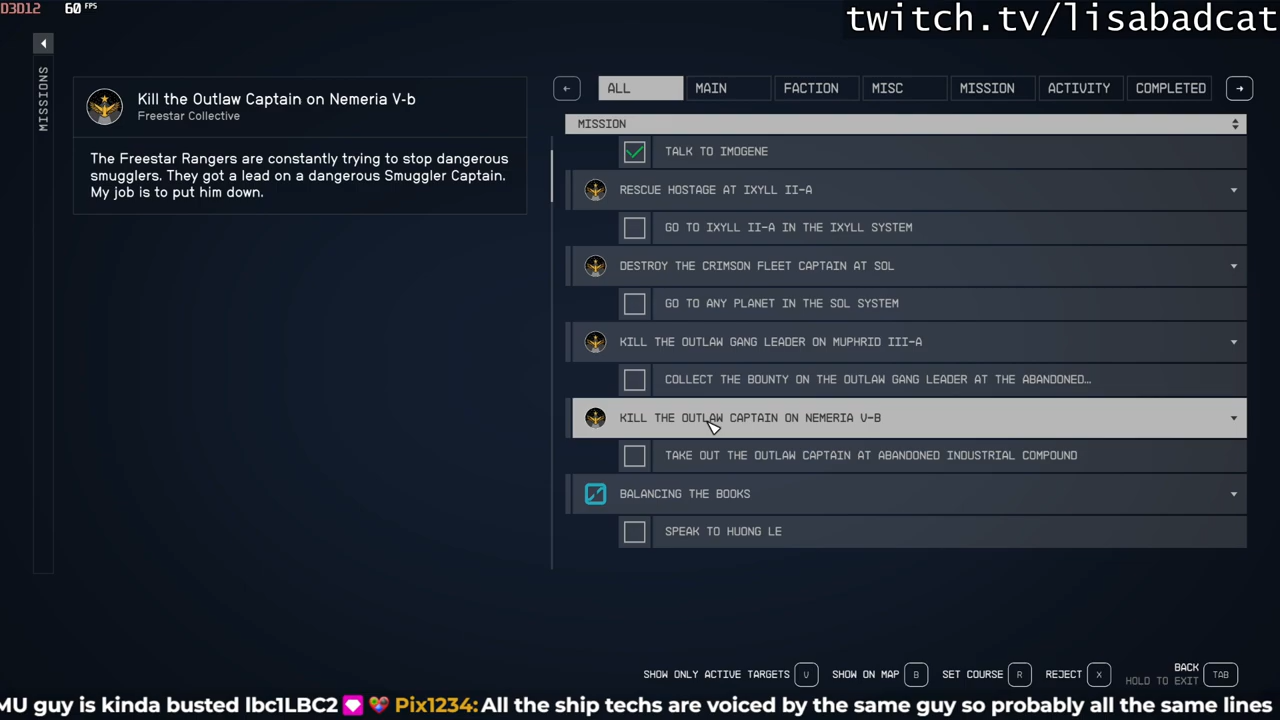 D3D12 60 FPS
twitch.tv/lisabadcat
MISSIONS
Kill the Outlaw Captain on Nemeria V-b
Freestar Collective
The Freestar Rangers are constantly trying to stop dangerous
smugglers. They got a lead on a dangerous Smuggler Captain.
My job is to put him down.
ALL MAIN FACTION MISC MISSION ACTIVITY COMPLETED
MISSION
TALK TO IMOGENE
RESCUE HOSTAGE AT IXYLL II-A
GO TO IXYLL II-A IN THE IXYLL SYSTEM
DESTROY THE CRIMSON FLEET CAPTAIN AT SOL
GO TO ANY PLANET IN THE SOL SYSTEM
KILL THE OUTLAW GANG LEADER ON MUPHRID III-A
COLLECT THE BOUNTY ON THE OUTLAW GANG LEADER AT THE ABANDONED...
KILL THE OUTLAW CAPTAIN ON NEMERIA V-B
TAKE OUT THE OUTLAW CAPTAIN AT ABANDONED INDUSTRIAL COMPOUND
BALANCING THE BOOKS
SPEAK TO HUONG LE
SHOW ONLY ACTIVE TARGETS V SHOW ON MAP B SET COURSE R REJECT X BACK HOLD TO EXIT TAB
MU guy is kinda busted lbc1LBC2 Pix1234: All the ship techs are voiced by the same guy so probably all the same lines